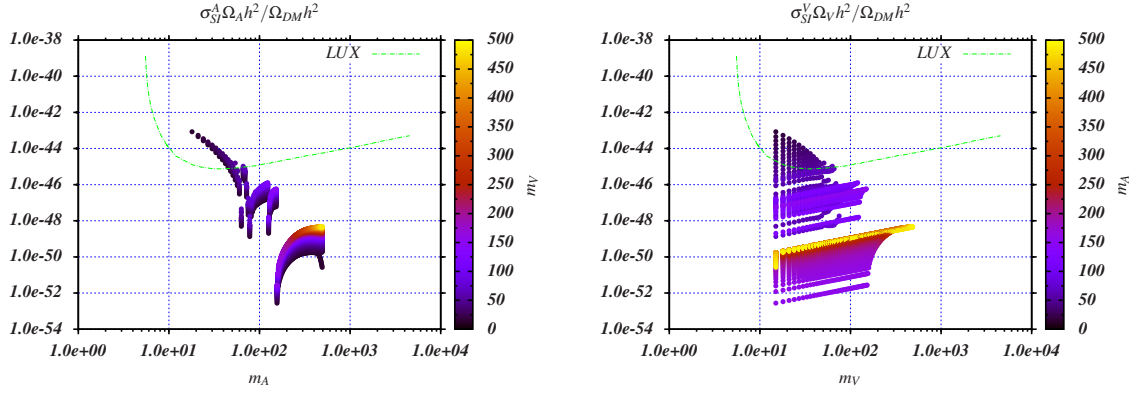 σ_SI^A Ω_A h² / Ω_DM h²
1.0e-38
1.0e-40
1.0e-42
1.0e-44
1.0e-46
1.0e-48
1.0e-50
1.0e-52
1.0e-54
1.0e+00 1.0e+01 1.0e+02 1.0e+03 1.0e+04
m_A
LUX
500
450
400
350
300
250
200
150
100
50
0
m_V
σ_SI^V Ω_V h² / Ω_DM h²
1.0e-38
1.0e-40
1.0e-42
1.0e-44
1.0e-46
1.0e-48
1.0e-50
1.0e-52
1.0e-54
1.0e+00 1.0e+01 1.0e+02 1.0e+03 1.0e+04
m_V
LUX
500
450
400
350
300
250
200
150
100
50
0
m_A